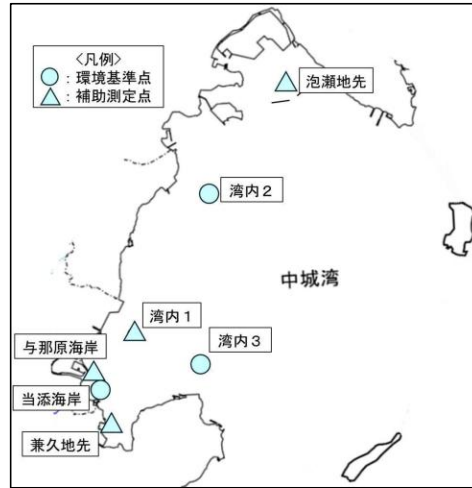 <凡例>
：環境基準点
：補助測定点
泡瀬地先
湾内２
中城湾
湾内１
与那原海岸
湾内３
当添海岸
兼久地先